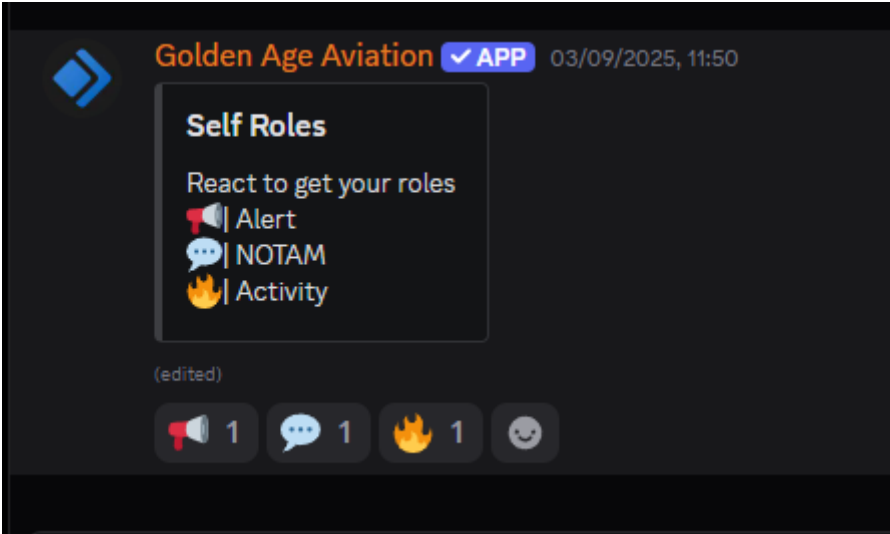 Golden Age Aviation ✓ APP 03/09/2025, 11:50
Self Roles
React to get your roles
📢| Alert
💬| NOTAM
🔥| Activity
(edited)
📢 1 💬 1 🔥 1